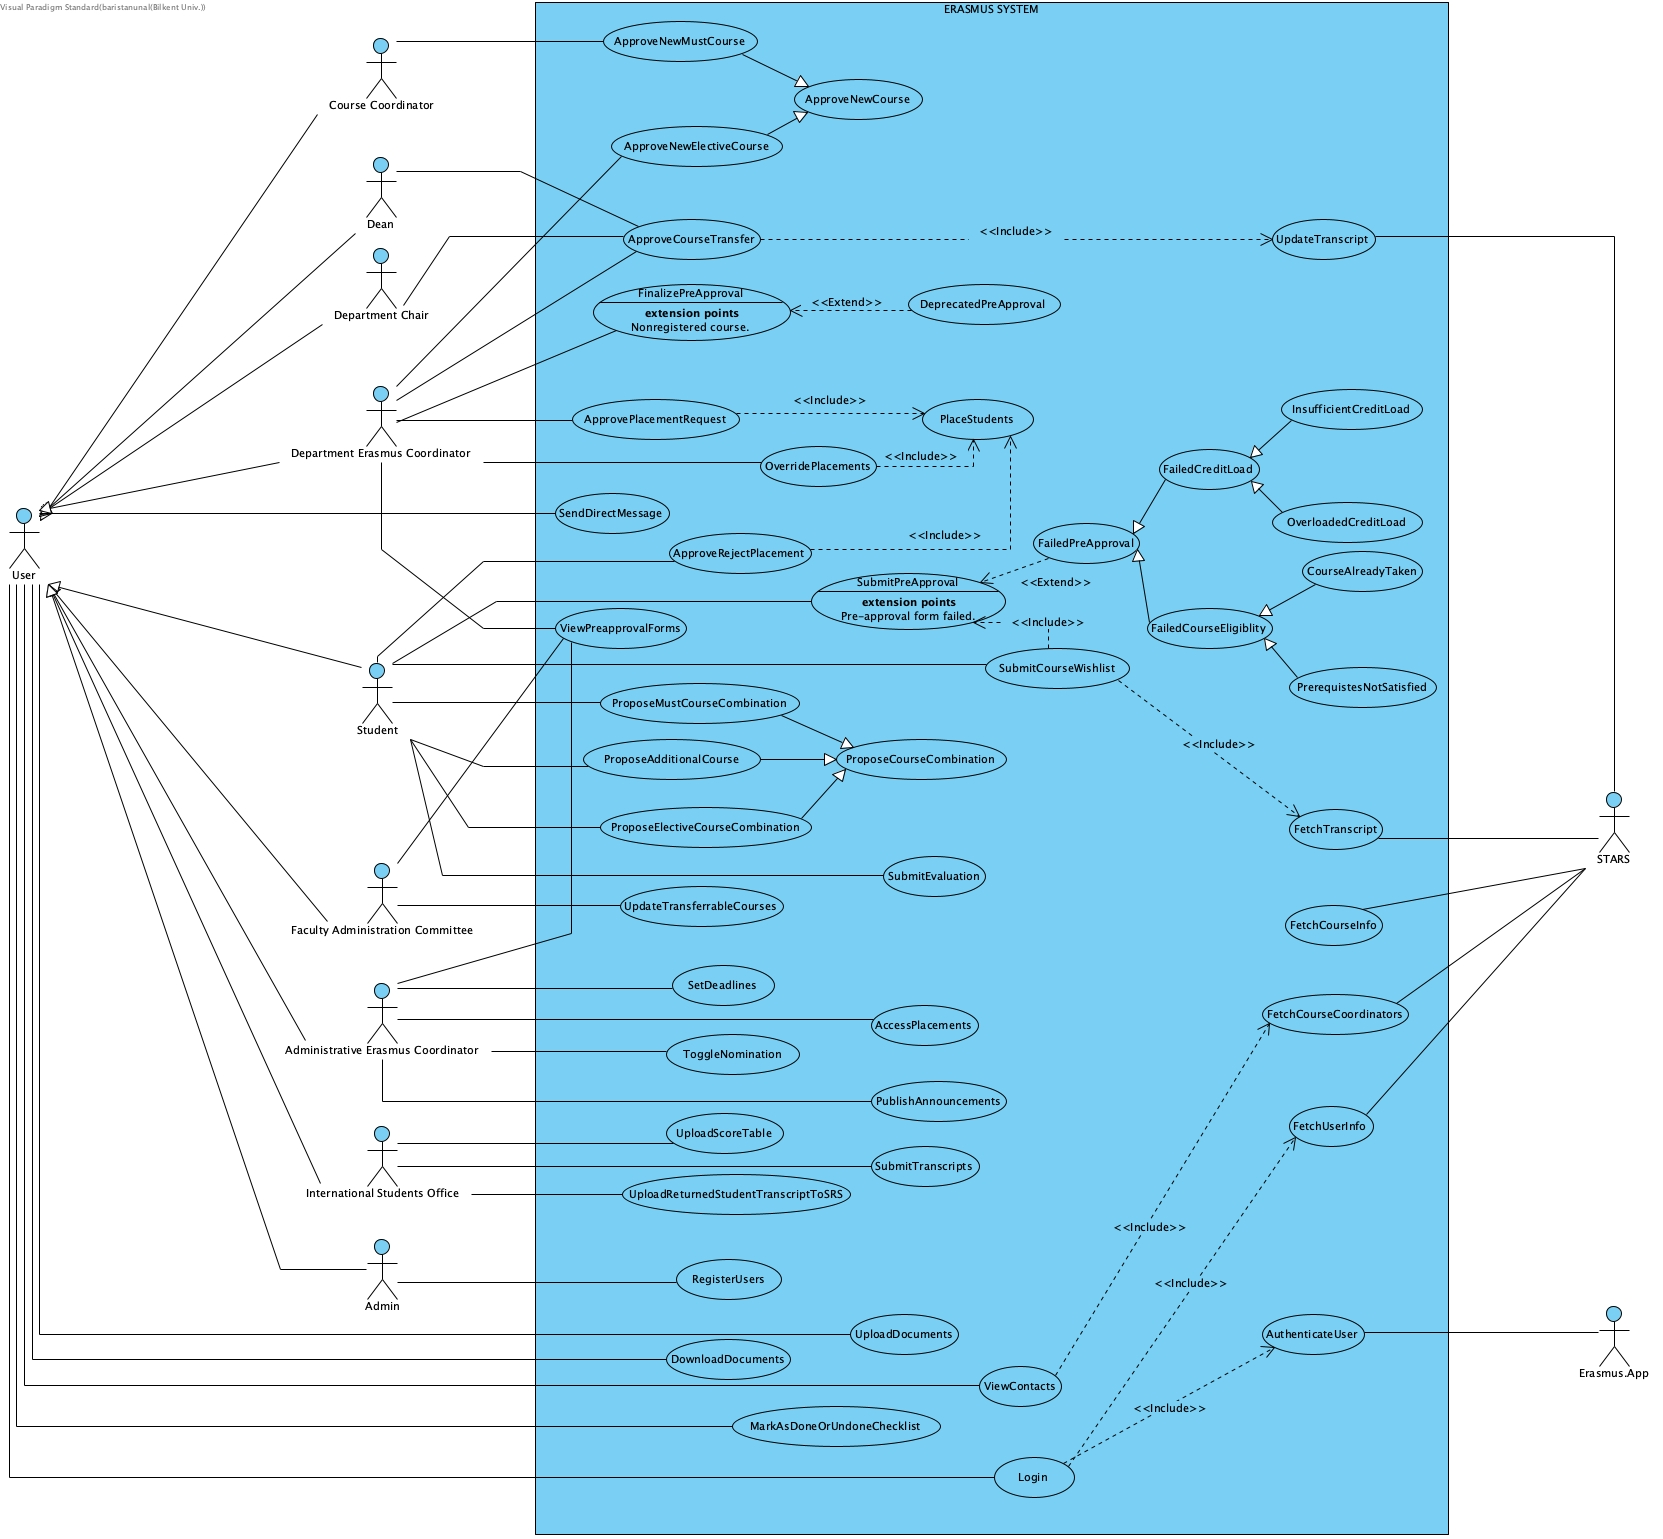 Visual Paradigm Standard(baristanunal(Bilkent Univ.))
ERASMUS SYSTEM
ApproveNewMustCourse
Course Coordinator
ApproveNewCourse
ApproveNewElectiveCourse
Dean
ApproveCourseTransfer
<<Include>>
UpdateTranscript
Department Chair
FinalizePreApproval
extension points
Nonregistered course.
<<Extend>>
DeprecatedPreApproval
ApprovePlacementRequest
<<Include>>
PlaceStudents
InsufficientCreditLoad
Department Erasmus Coordinator
OverridePlacements
<<Include>>
FailedCreditLoad
SendDirectMessage
OverloadedCreditLoad
User
ApproveRejectPlacement
<<Include>>
FailedPreApproval
CourseAlreadyTaken
SubmitPreApproval
extension points
Pre-approval form failed.
<<Extend>>
<<Include>>
ViewPreapprovalForms
FailedCourseEligiblity
SubmitCourseWishlist
PrerequistesNotSatisfied
Student
ProposeMustCourseCombination
<<Include>>
ProposeAdditionalCourse
ProposeCourseCombination
ProposeElectiveCourseCombination
FetchTranscript
STARS
SubmitEvaluation
UpdateTransferrableCourses
Faculty Administration Committee
FetchCourseInfo
SetDeadlines
AccessPlacements
FetchCourseCoordinators
Administrative Erasmus Coordinator
ToggleNomination
PublishAnnouncements
UploadScoreTable
FetchUserInfo
SubmitTranscripts
International Students Office
UploadReturnedStudentTranscriptToSRS
<<Include>>
RegisterUsers
<<Include>>
Admin
UploadDocuments
AuthenticateUser
DownloadDocuments
Erasmus.App
ViewContacts
<<Include>>
MarkAsDoneOrUndoneChecklist
Login